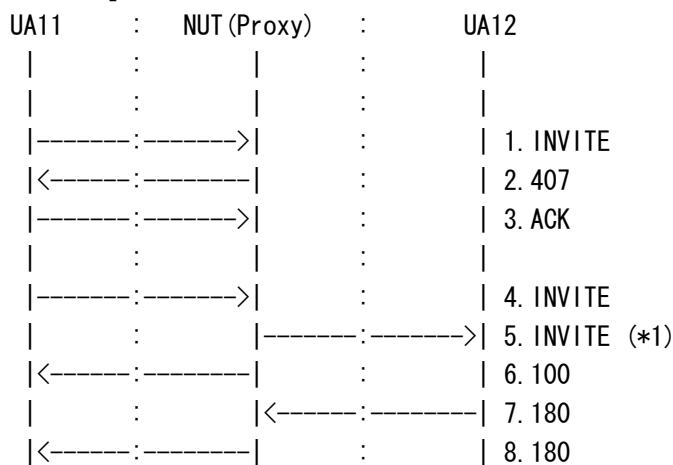 UA11 : NUT(Proxy) : UA12
| : | : |
| : | : |
|-------:------->| : | 1. INVITE
|<------:--------| : | 2. 407
|-------:------->| : | 3. ACK
| : | : |
|-------:------->| : | 4. INVITE
| : |-------:------->| 5. INVITE (*1)
|<------:--------| : | 6. 100
| : |<------:--------| 7. 180
|<------:--------| : | 8. 180